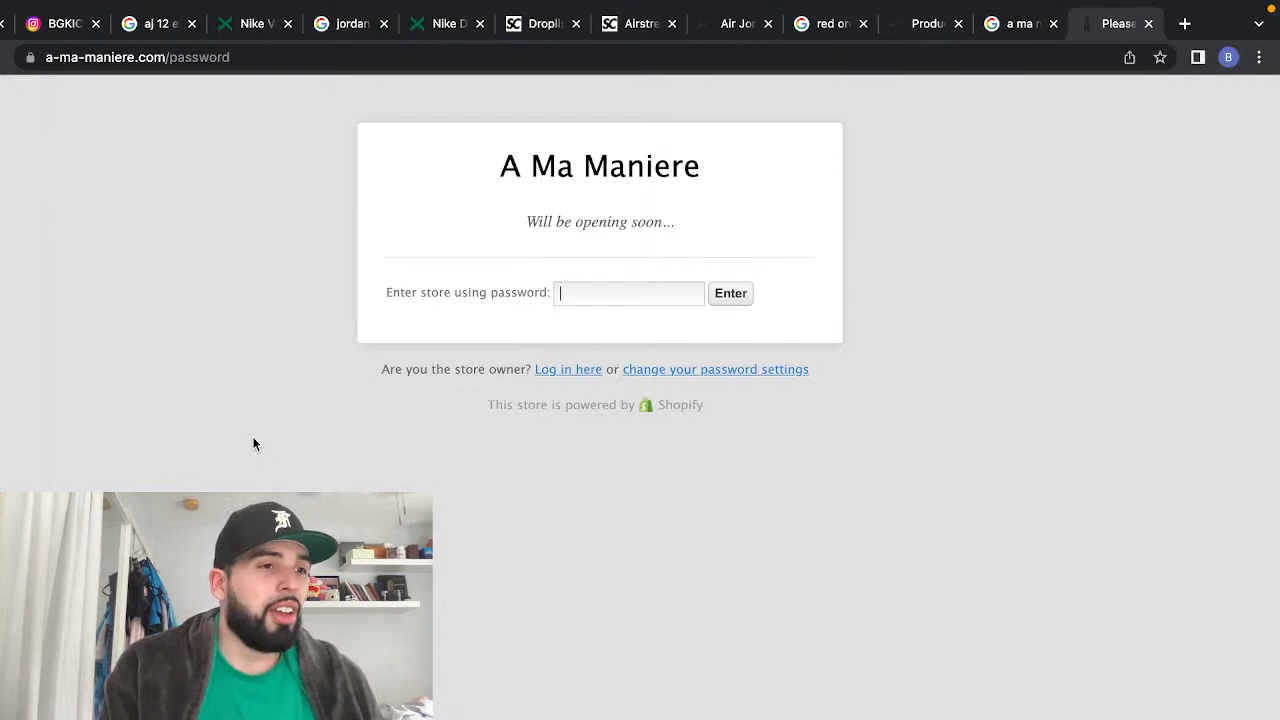 BGKIC
aj 12 e
Nike V
jordan
Nike D
Droplis
Airstre
Air Jor
red or
Produc
a ma m
Please
a-ma-maniere.com/password
B
A Ma Maniere
Will be opening soon...
Enter store using password:
Enter
Are you the store owner? Log in here or change your password settings
This store is powered by Shopify